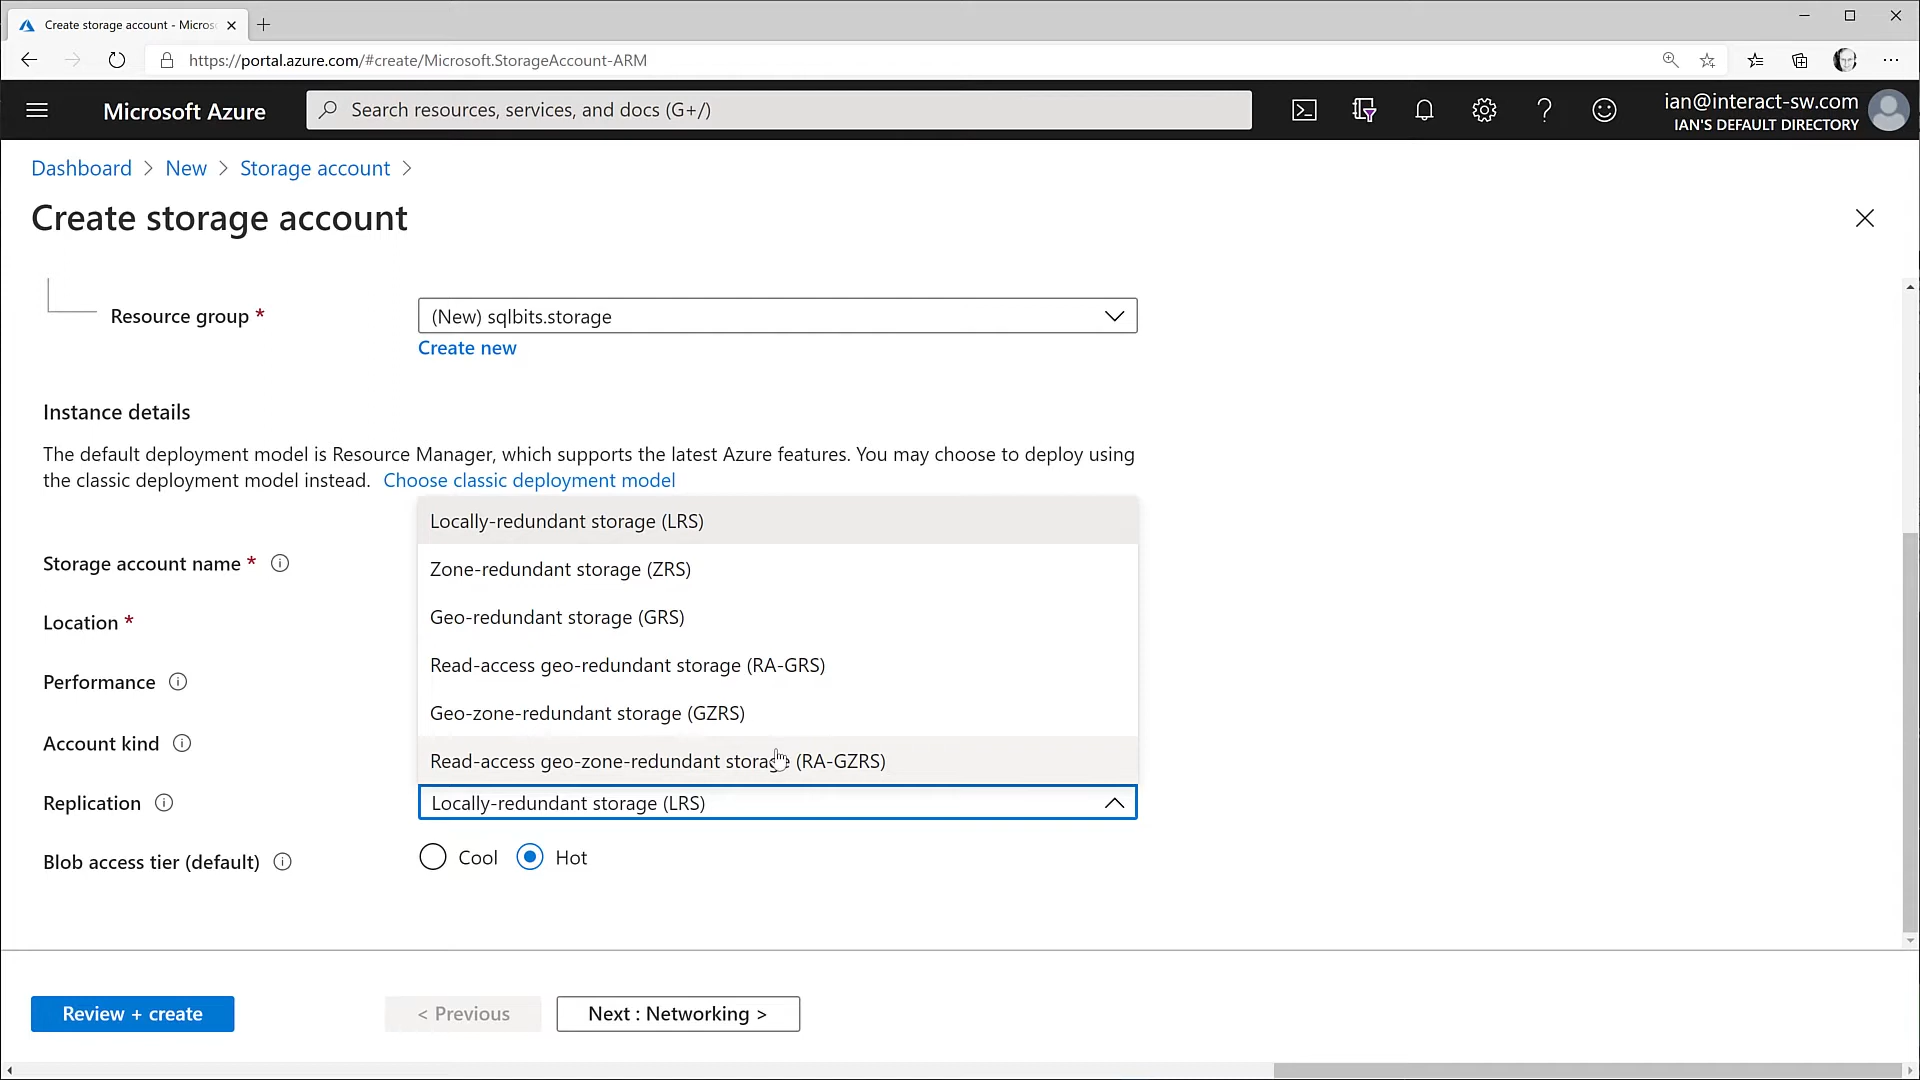 Create storage account - Micros
https://portal.azure.com/#create/Microsoft.StorageAccount-ARM
Microsoft Azure
Search resources, services, and docs (G+/)
ian@interact-sw.com
IAN'S DEFAULT DIRECTORY
Dashboard > New > Storage account >
Create storage account
Resource group *
(New) sqlbits.storage
Create new
Instance details
The default deployment model is Resource Manager, which supports the latest Azure features. You may choose to deploy using
the classic deployment model instead. Choose classic deployment model
Locally-redundant storage (LRS)
Storage account name *
Zone-redundant storage (ZRS)
Location *
Geo-redundant storage (GRS)
Read-access geo-redundant storage (RA-GRS)
Performance
Geo-zone-redundant storage (GZRS)
Account kind
Read-access geo-zone-redundant storage (RA-GZRS)
Replication
Locally-redundant storage (LRS)
Blob access tier (default)
Cool
Hot
Review + create
< Previous
Next : Networking >